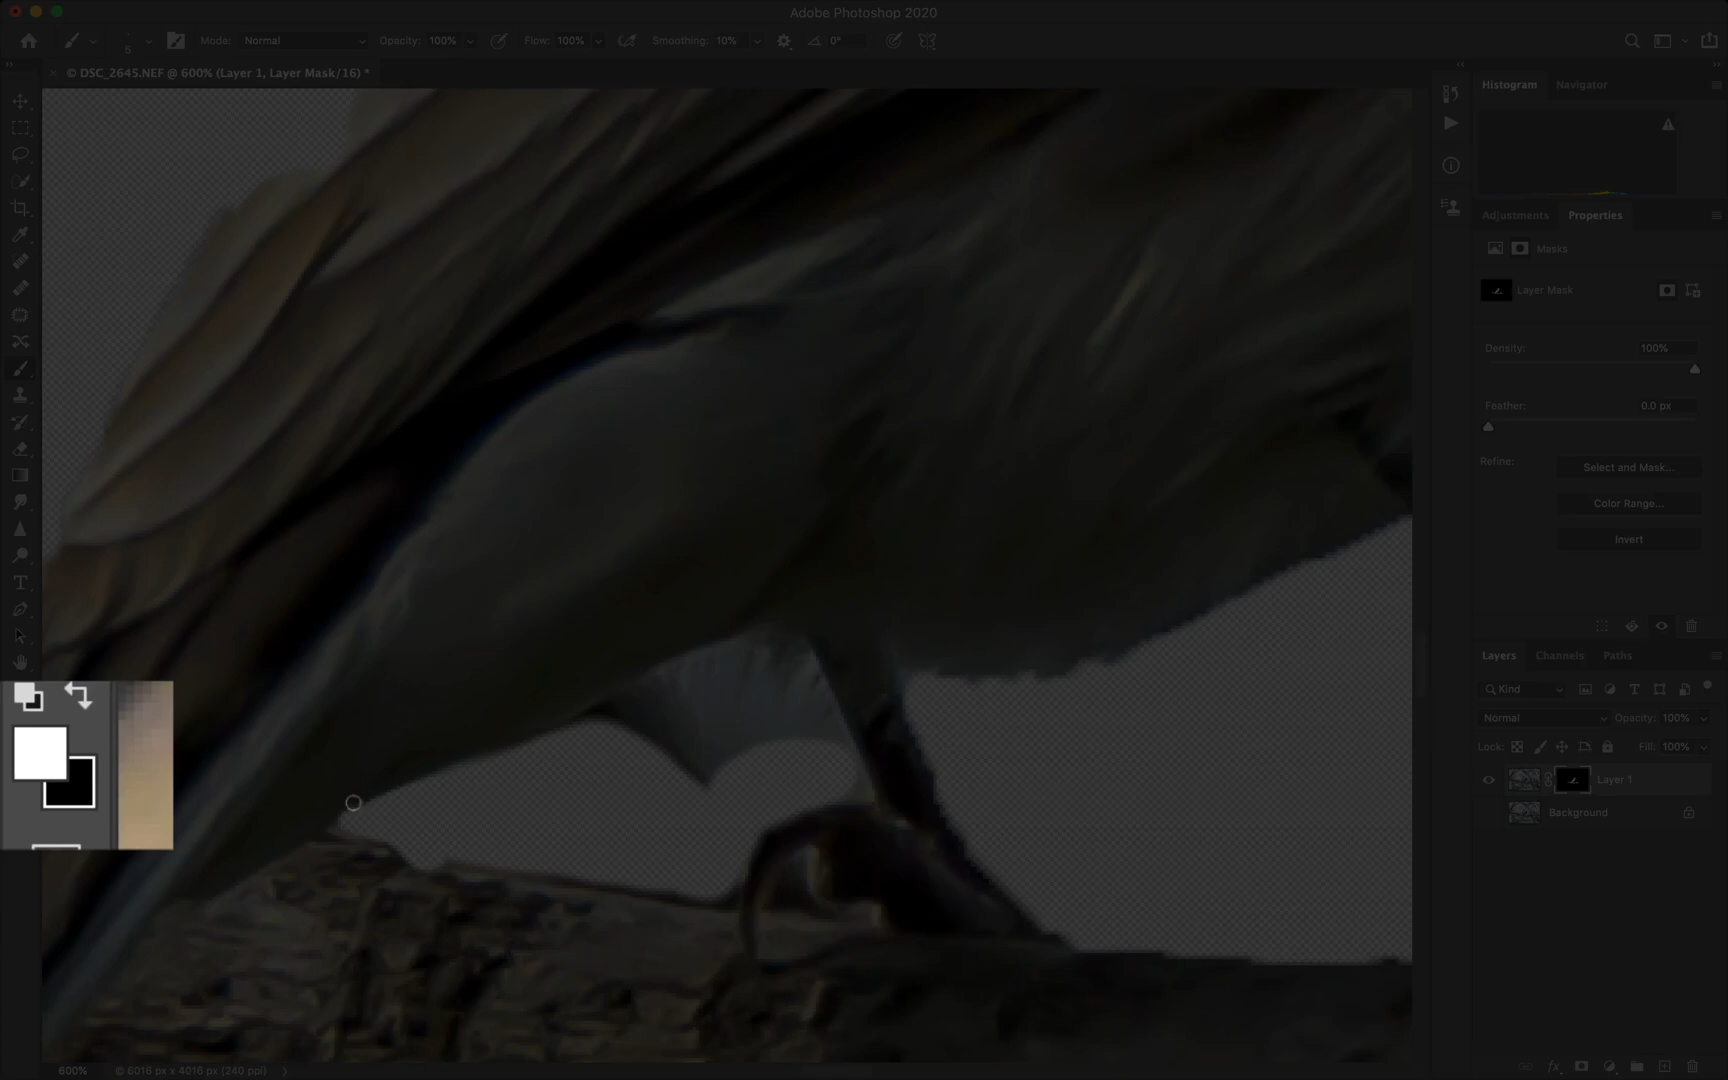 Adobe Photoshop 2020
5 Mode: Normal Opacity: 100% Flow: 100% Smoothing: 10% 0°
© DSC_2645.NEF @ 600% (Layer 1, Layer Mask/16) *
Histogram Navigator
Adjustments Properties
Masks
Layer Mask
Density: 100%
Feather: 0.0 px
Refine: Select and Mask...
Color Range...
Invert
Layers Channels Paths
Kind
Normal Opacity: 100%
Lock: Fill: 100%
Layer 1
Background
600% © 6016 px x 4016 px (240 ppi)